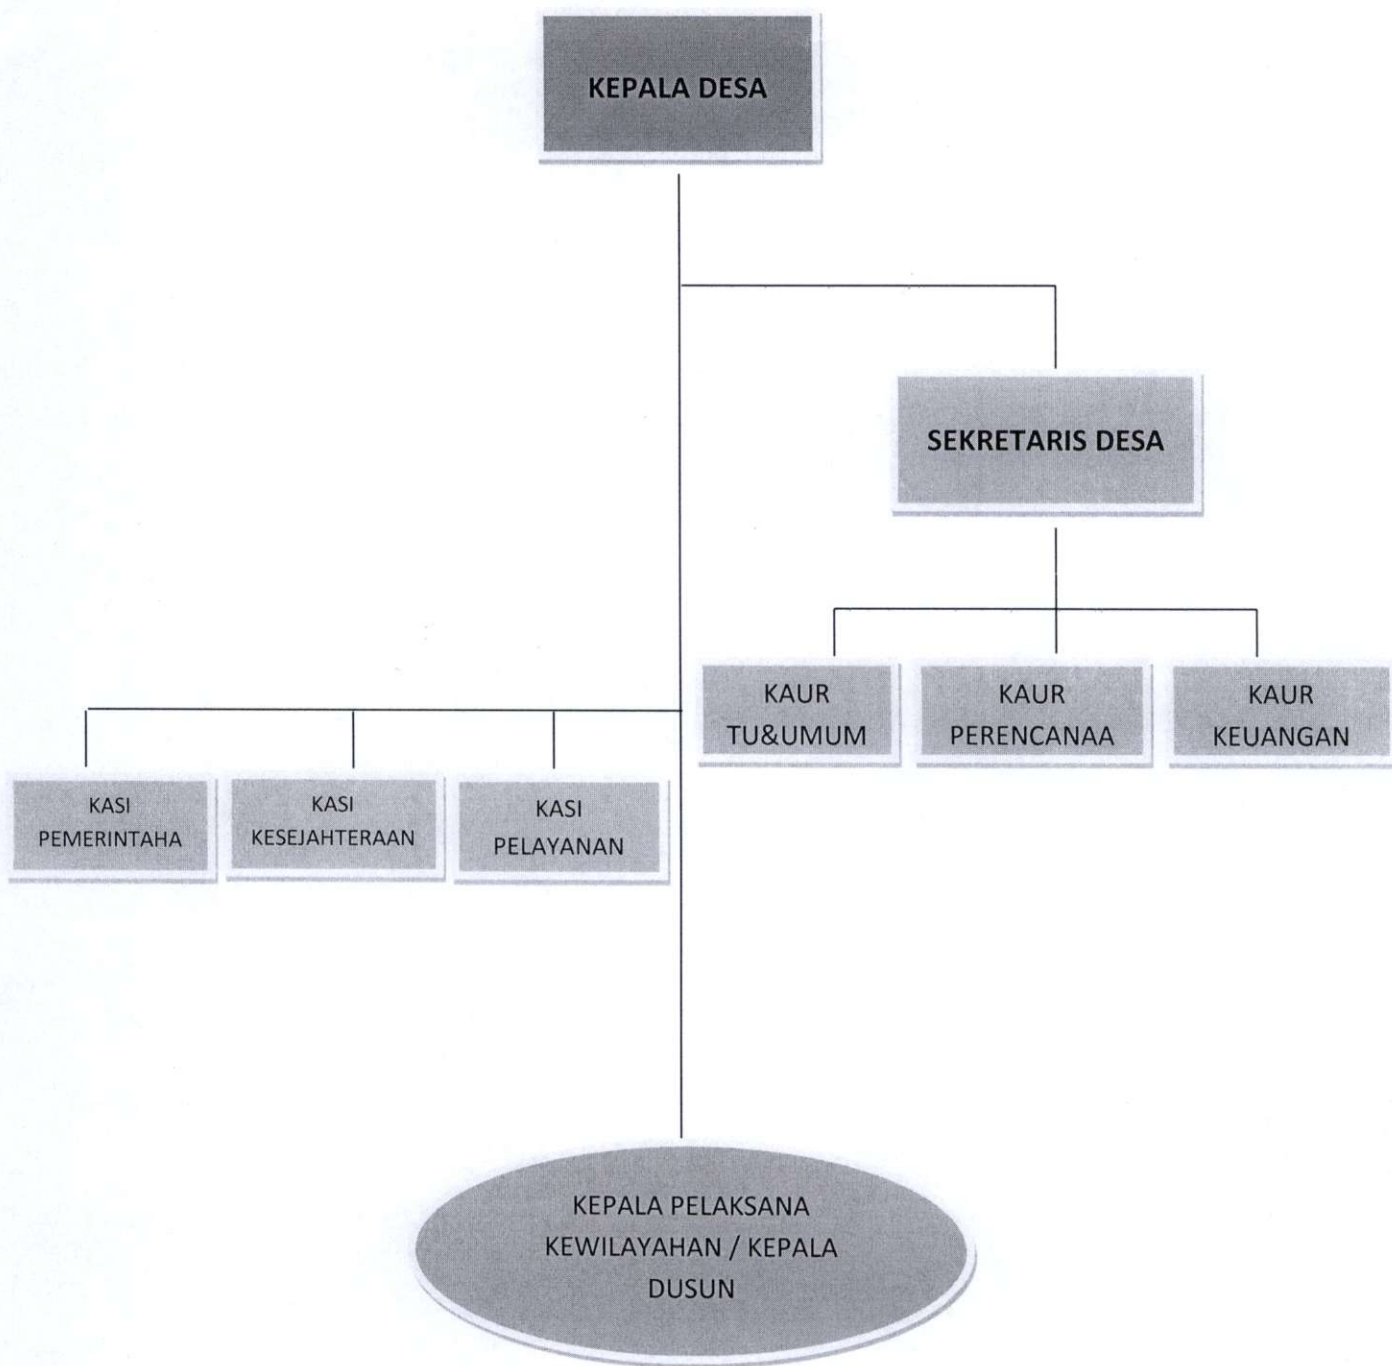 KEPALA DESA
SEKRETARIS DESA
KAUR
TU&UMUM
KAUR
PERENCANAA
KAUR
KEUANGAN
KASI
PEMERINTAHA
KASI
KESEJAHTERAAN
KASI
PELAYANAN
KEPALA PELAKSANA
KEWILAYAHAN / KEPALA
DUSUN